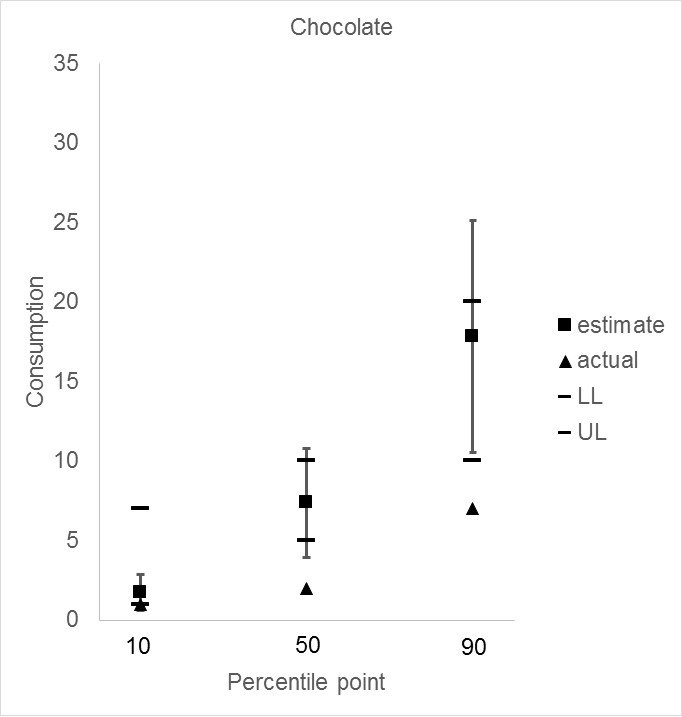 Chocolate
35
30
25
20
15
10
5
0
Consumption
10 50 90
Percentile point
estimate
actual
LL
UL